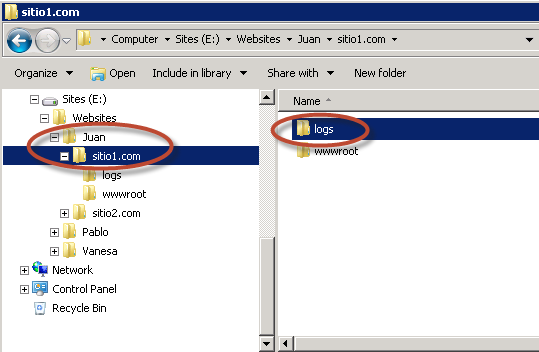 sitio1.com
Computer Sites (E:) Websites Juan sitio1.com
Organize Open Include in library Share with New folder
Sites (E:)
Websites
Juan
sitio1.com
logs
wwwroot
sitio2.com
Pablo
Vanesa
Network
Control Panel
Recycle Bin
Name
logs
wwwroot